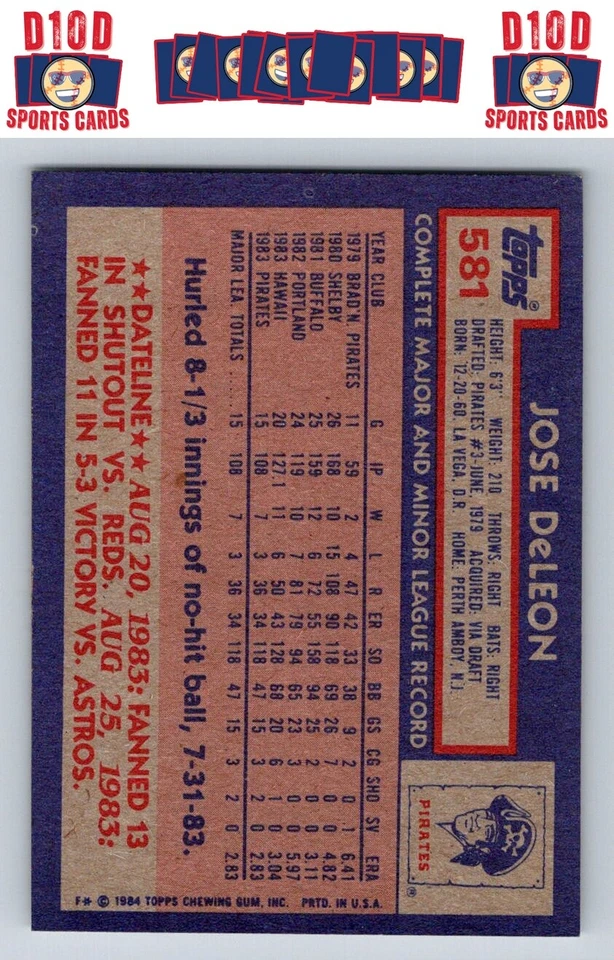 D10D
SPORTS CARDS
D10D
SPORTS CARDS
Topps®
581
JOSE DeLEON
HEIGHT: 6'3" WEIGHT: 210 THROWS: RIGHT BATS: RIGHT
DRAFTED: PIRATES #3-JUNE, 1979 ACQUIRED: VIA DRAFT
BORN: 12-20-60, LA VEGA, D.R. HOME: PERTH AMBOY, N.J.
COMPLETE MAJOR AND MINOR LEAGUE RECORD
PIRATES
YEAR CLUB G IP W L R ER SO BB GS CG SHO SV ERA
1979 BRAD'N PIRATES 11 59 2 4 47 42 33 38 9 2 0 1 6.41
1980 SHELBY 26 168 10 15 108 90 118 26 7 0 0 4.82
1981 BUFFALO 25 159 12 6 72 55 158 94 25 2 0 0 3.11
1982 PORTLAND 24 119 10 7 81 79 94 65 23 3 0 0 5.97
1983 HAWAII 20 127.1 11 6 50 43 128 68 20 6 1 0 3.04
1983 PIRATES 15 108 7 3 36 34 118 47 15 3 2 0 2.83
MAJOR LEA TOTALS ..... 15 108 7 3 36 34 118 47 15 3 2 0 2.83
Hurled 8-1/3 innings of no-hit ball, 7-31-83.
★★DATELINE★★ AUG 20, 1983: FANNED 13
IN SHUTOUT VS. REDS. AUG 25, 1983:
FANNED 11 IN 5-3 VICTORY VS. ASTROS.
F* © 1984 TOPPS CHEWING GUM, INC. PRTD. IN U.S.A.